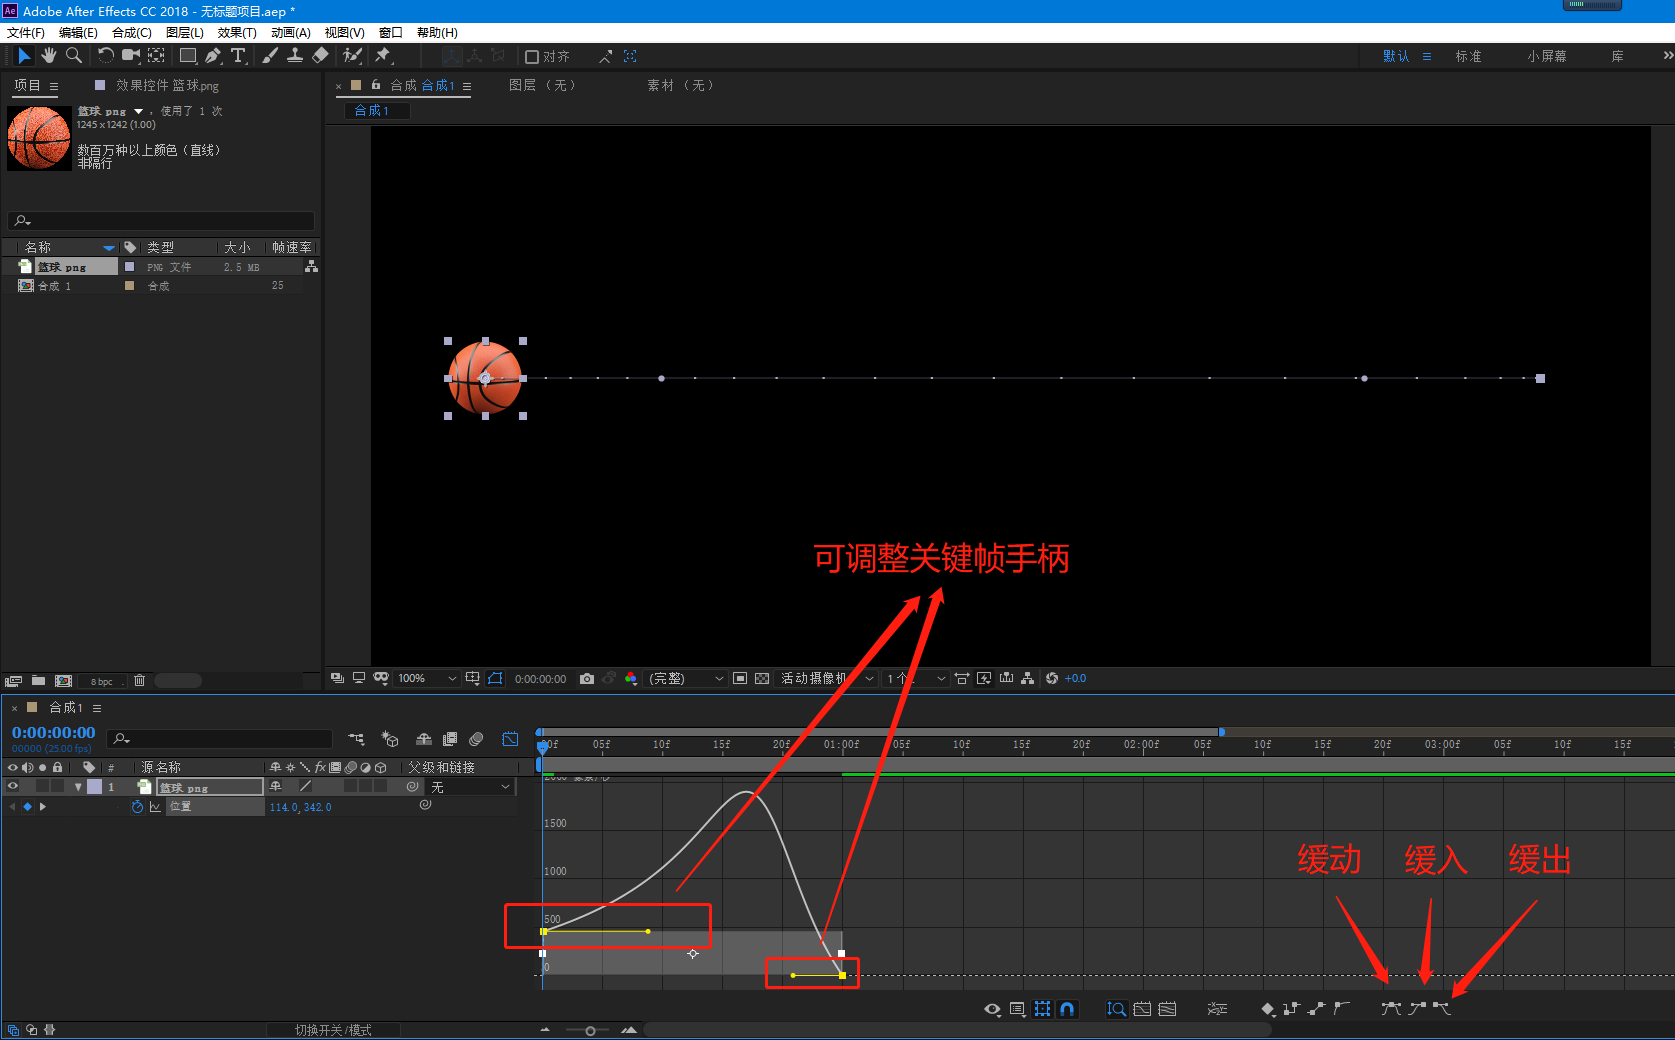 Ae Adobe After Effects CC 2018 - 无标题项目.aep *
文件(F) 编辑(E) 合成(C) 图层(L) 效果(T) 动画(A) 视图(V) 窗口 帮助(H)
对齐 默认 标准 小屏幕 库
项目 效果控件 篮球.png
合成 合成1 图层 (无) 素材 (无)
合成1
篮球.png , 使用了 1 次
1245 x 1242 (1.00)
数百万种以上颜色 (直线)
非隔行
名称 类型 大小 帧速率
篮球.png PNG 文件 2.5 MB
合成 1 合成 25
可调整关键帧手柄
8 bpc
100% 0:00:00:00 (完整) 活动摄像机 1 个 +0.0
合成1
0:00:00:00
00000 (25.00 fps)
00f 05f 10f 15f 20f 01:00f 05f 10f 15f 20f 02:00f 05f 10f 15f 20f 03:00f 05f 10f 15f
# 源名称 fx 父级和链接
1 篮球.png 无
位置 114.0,342.0
2000 像素/秒
1500
1000
500
0
缓动 缓入 缓出
切换开关/模式